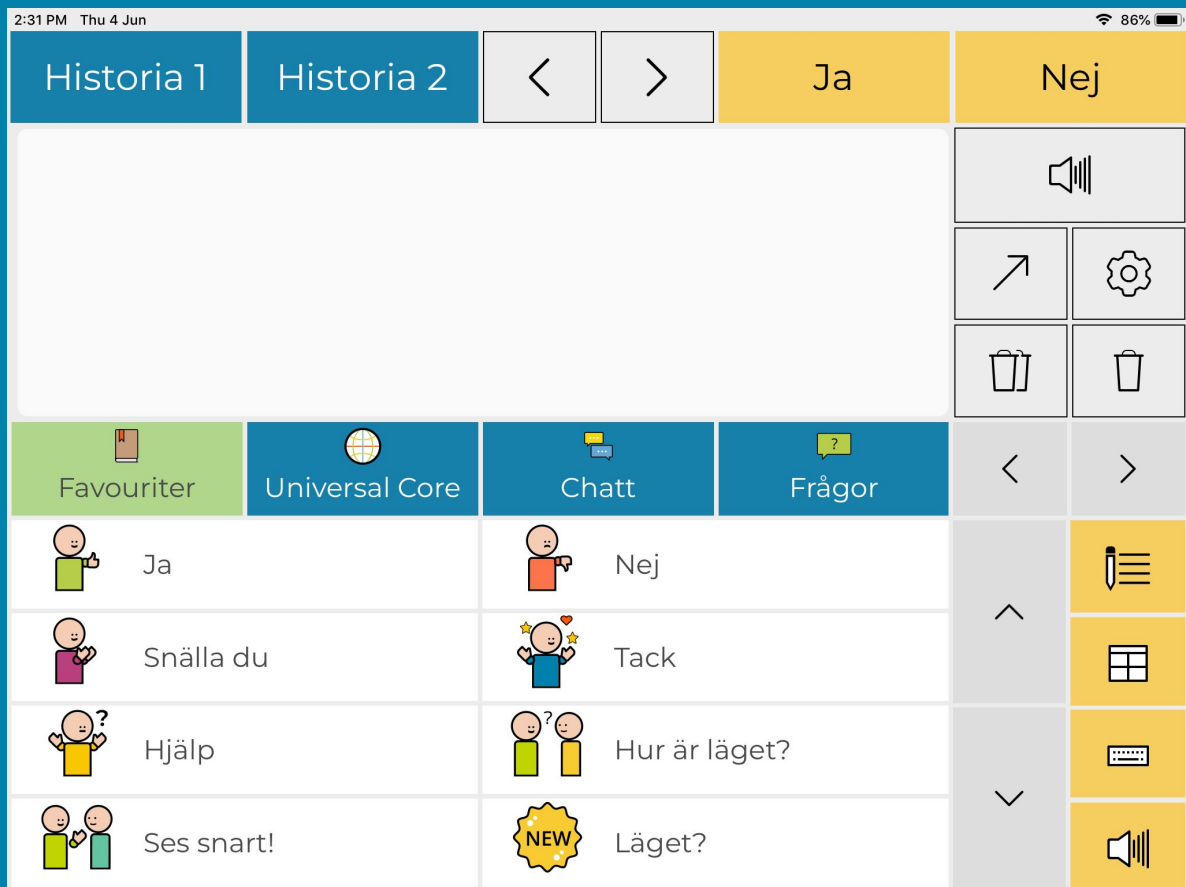 2:31 PM Thu 4 Jun 86%
Historia 1 Historia 2 Ja Nej
Favouriter Universal Core Chatt Frågor
Ja Nej
Snälla du Tack
Hjälp Hur är läget?
Ses snart! NEW Läget?